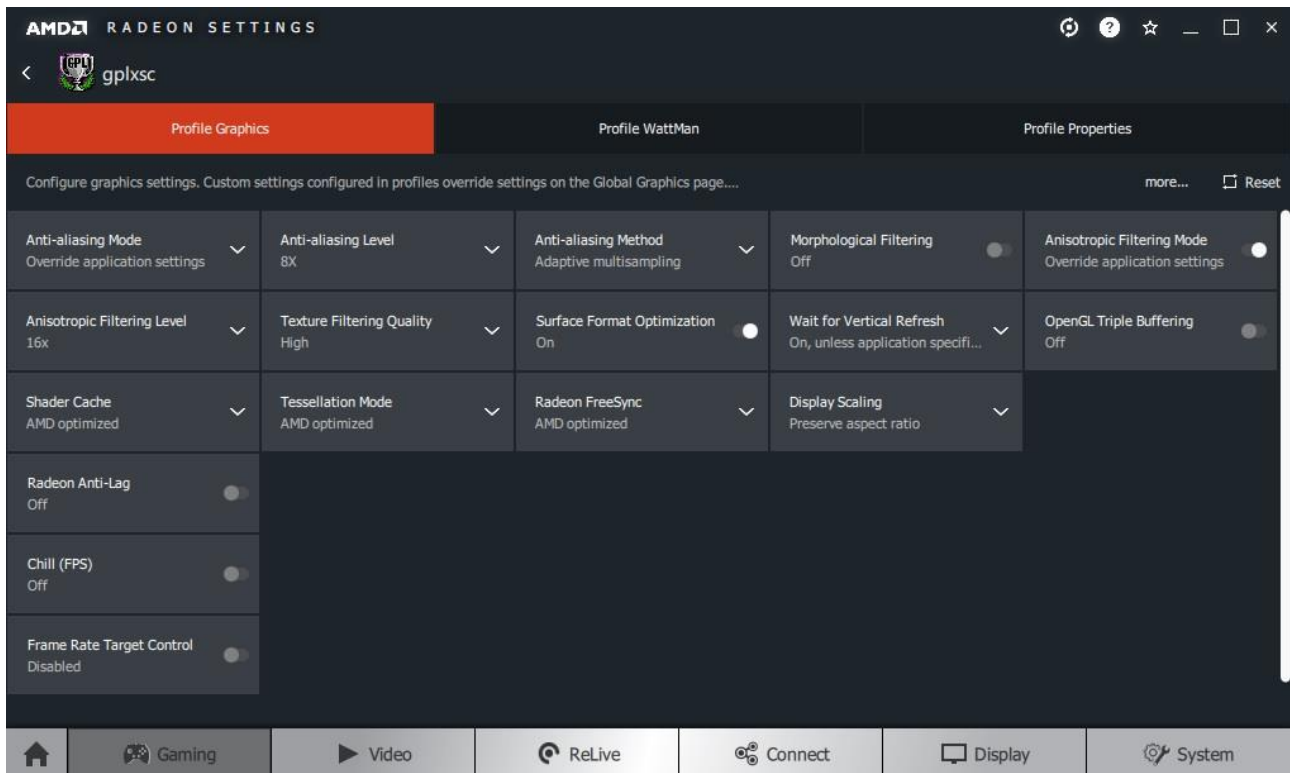 AMD RADEON SETTINGS
GPL gplxsc
Profile Graphics
Profile WattMan
Profile Properties
Configure graphics settings. Custom settings configured in profiles override settings on the Global Graphics page....
more...
Reset
Anti-aliasing Mode
Override application settings
Anti-aliasing Level
8X
Anti-aliasing Method
Adaptive multisampling
Morphological Filtering
Off
Anisotropic Filtering Mode
Override application settings
Anisotropic Filtering Level
16x
Texture Filtering Quality
High
Surface Format Optimization
On
Wait for Vertical Refresh
On, unless application specifi...
OpenGL Triple Buffering
Off
Shader Cache
AMD optimized
Tessellation Mode
AMD optimized
Radeon FreeSync
AMD optimized
Display Scaling
Preserve aspect ratio
Radeon Anti-Lag
Off
Chill (FPS)
Off
Frame Rate Target Control
Disabled
Gaming
Video
ReLive
Connect
Display
System